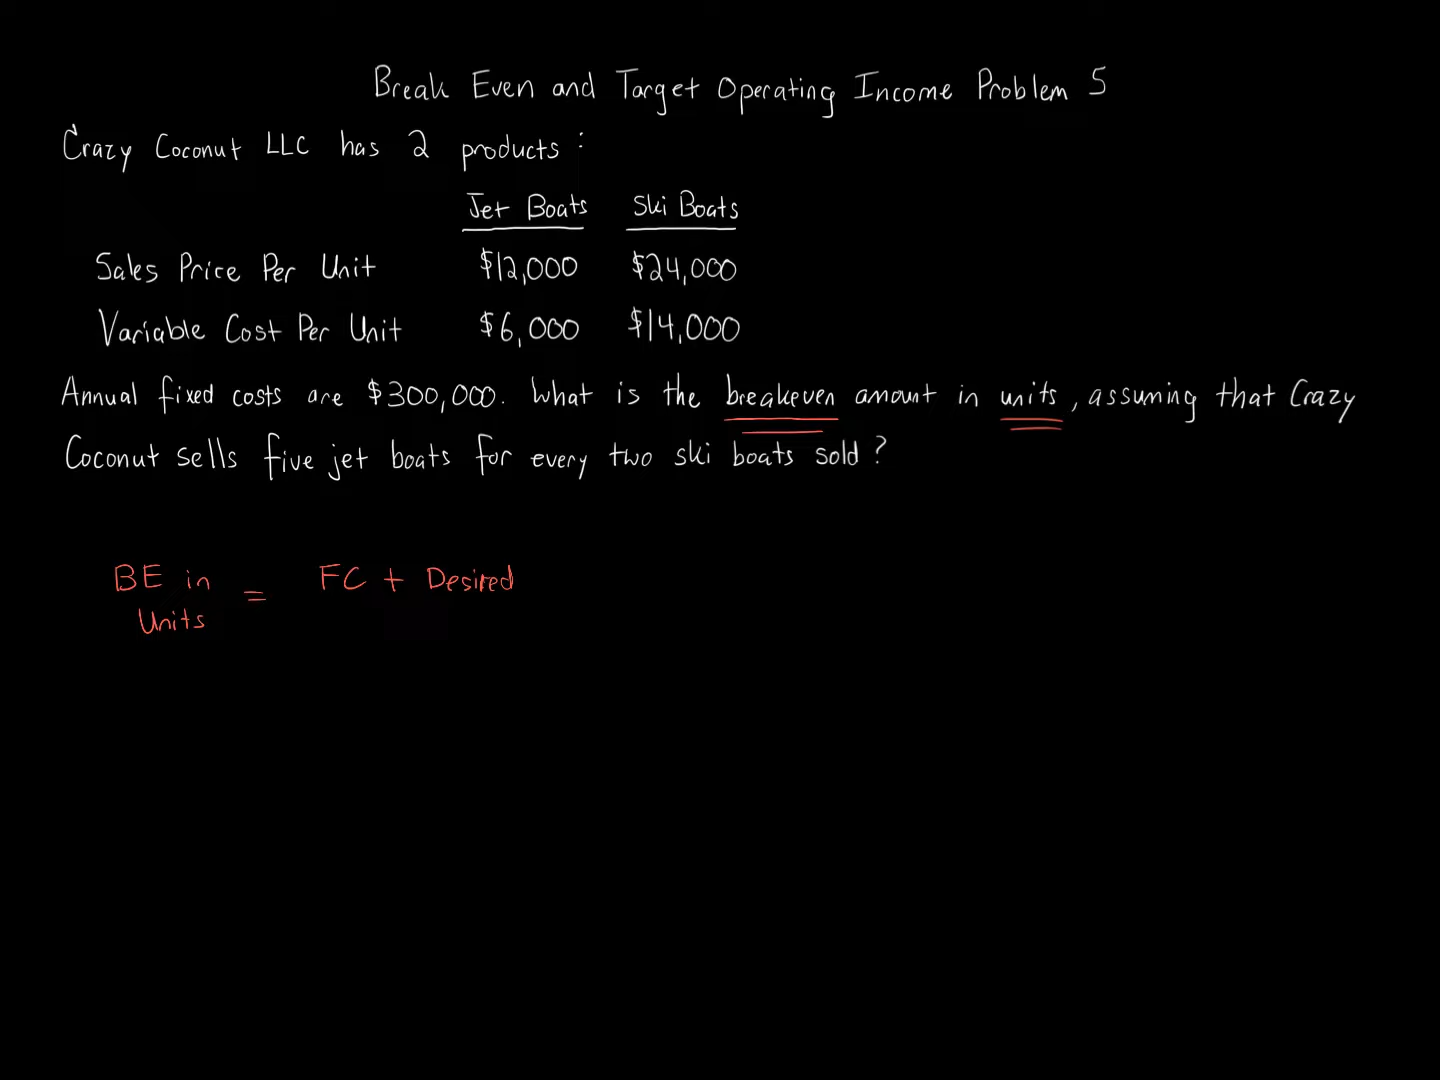 Break Even and Target Operating Income Problem 5
Crazy Coconut LLC has 2 products:
Jet Boats Ski Boats
Sales Price Per Unit $12,000 $24,000
Variable Cost Per Unit $6,000 $14,000
Annual fixed costs are $300,000. What is the breakeven amount in units, assuming that Crazy
Coconut sells five jet boats for every two ski boats sold?
BE in = FC + Desired
Units